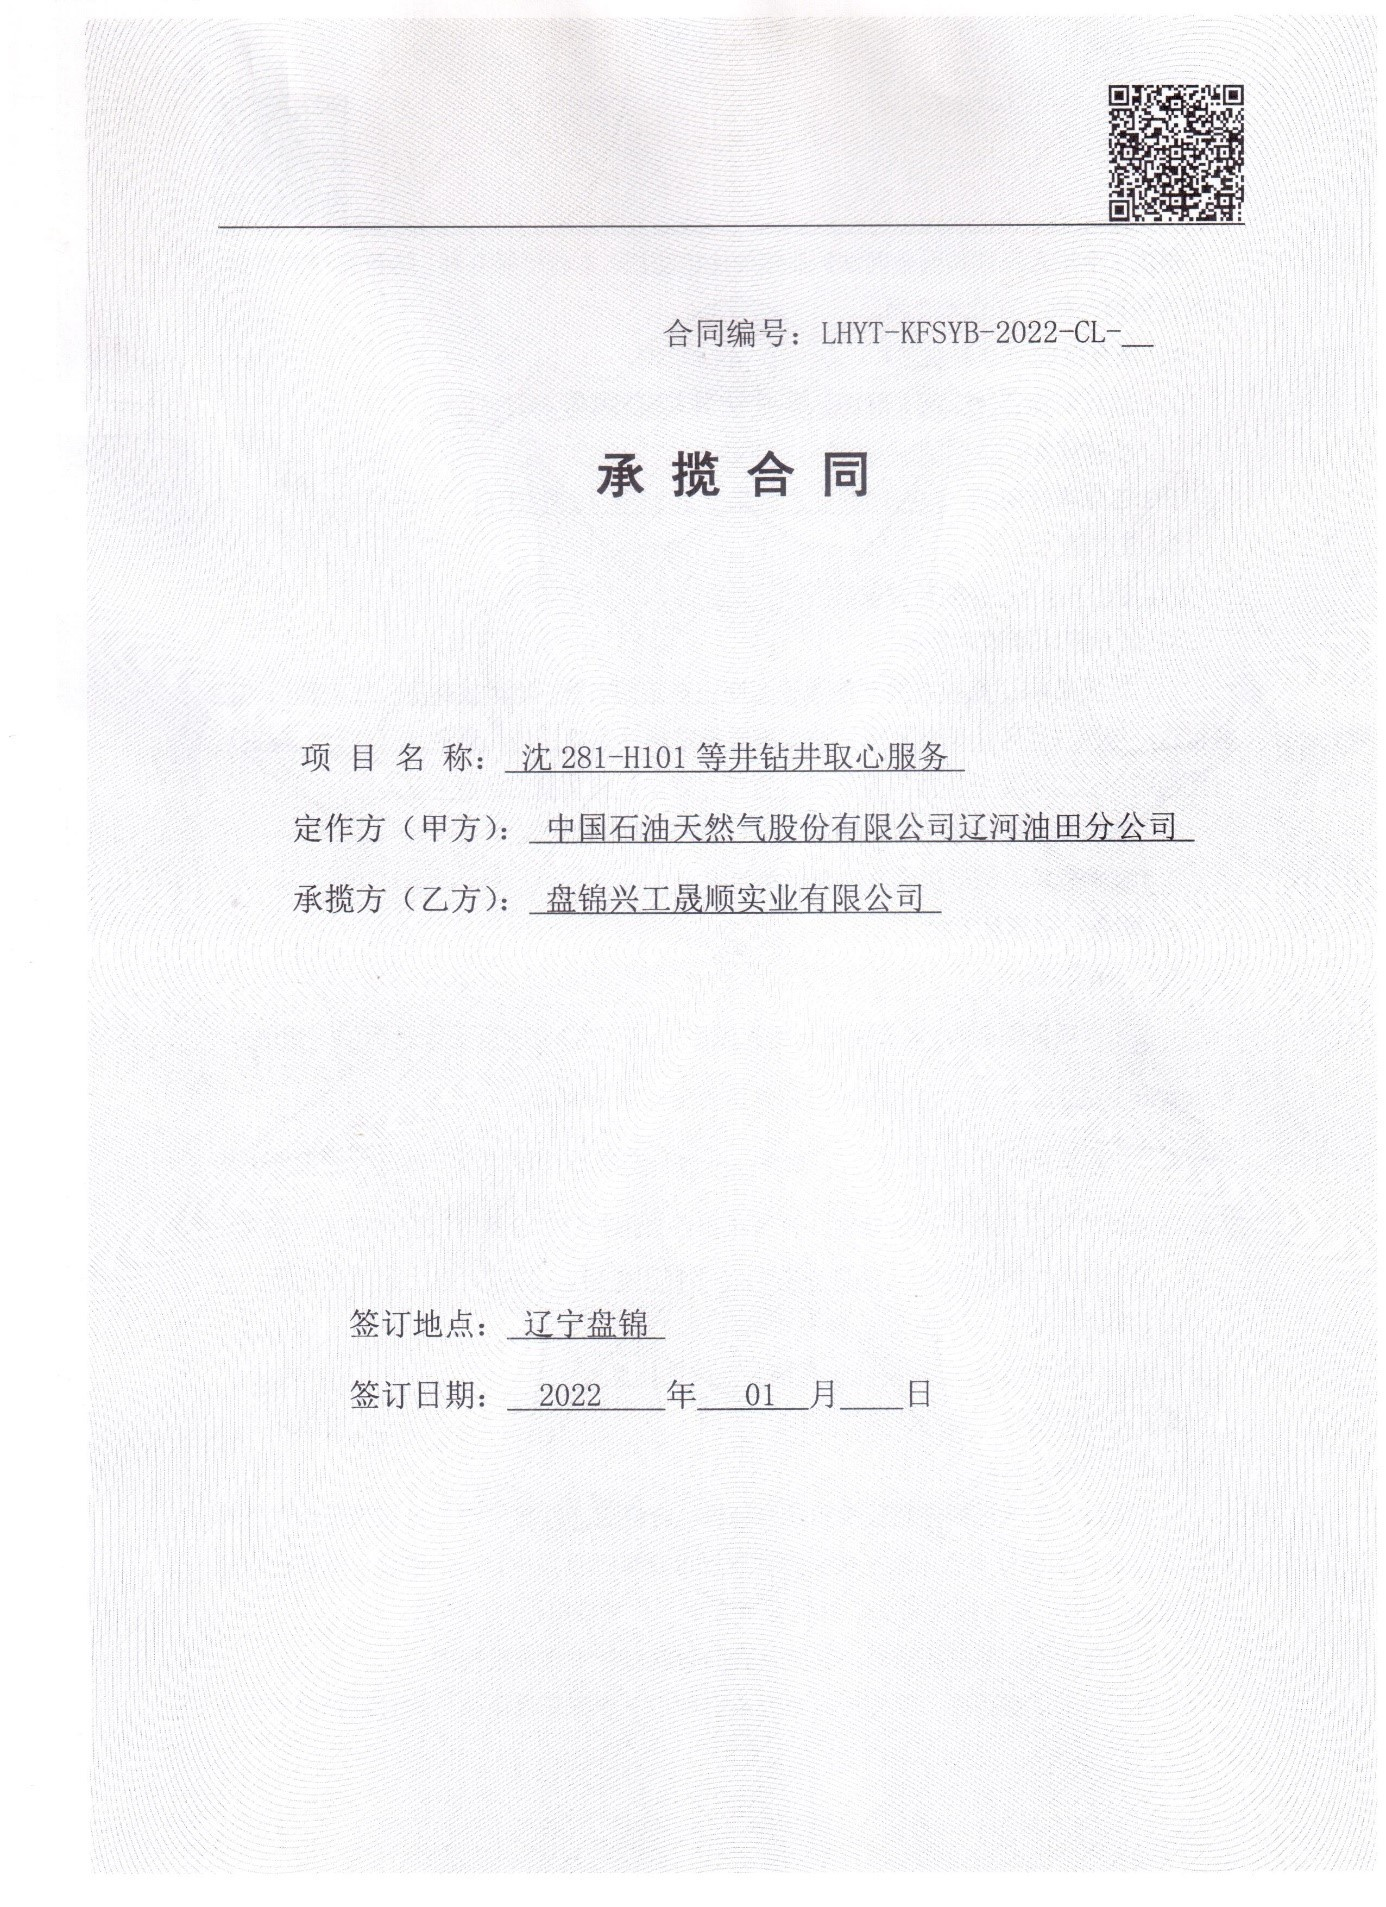 合同编号：LHYT-KFSYB-2022-CL-__
承揽合同
项目名称：沈281-H101等井钻井取心服务
定作方（甲方）：中国石油天然气股份有限公司辽河油田分公司
承揽方（乙方）：盘锦兴工晟顺实业有限公司
签订地点：辽宁盘锦
签订日期：2022年01月____日